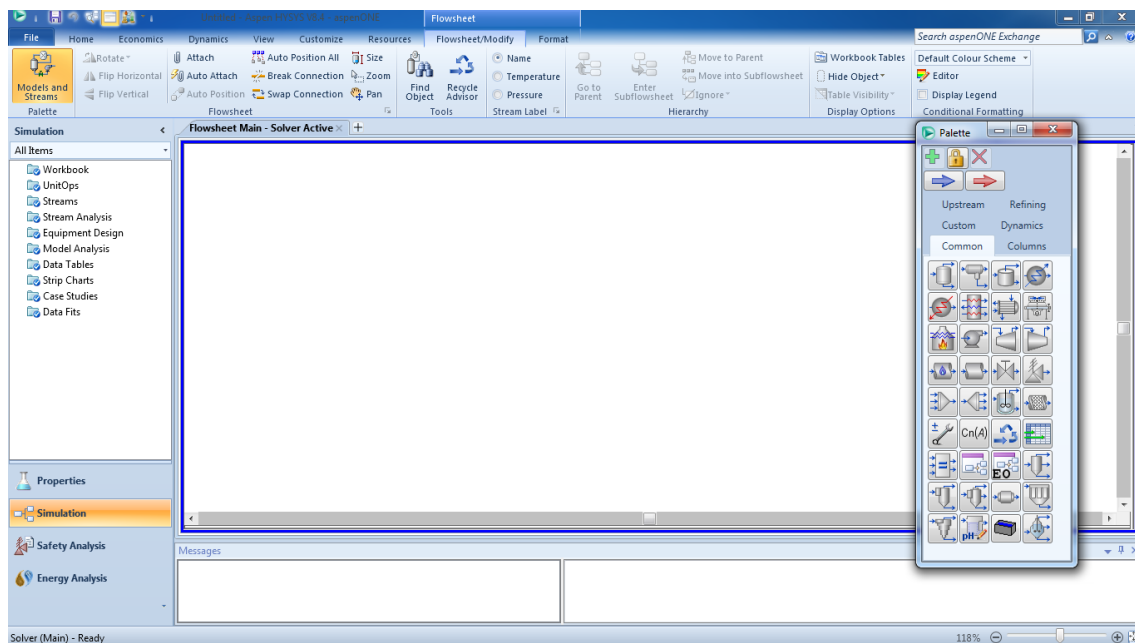 Untitled - Aspen HYSYS V8.4 - aspenONE
Flowsheet
File Home Economics Dynamics View Customize Resources Flowsheet/Modify Format
Search aspenONE Exchange
Models and Streams
Rotate
Flip Horizontal
Flip Vertical
Palette
Attach
Auto Attach
Auto Position
Auto Position All
Break Connection
Swap Connection
Size
Zoom
Pan
Flowsheet
Find Object
Recycle Advisor
Tools
Name
Temperature
Pressure
Stream Label
Go to Parent
Enter Subflowsheet
Move to Parent
Move into Subflowsheet
Ignore
Hierarchy
Workbook Tables
Hide Object
Table Visibility
Display Options
Default Colour Scheme
Editor
Display Legend
Conditional Formatting
Simulation
All Items
Workbook
UnitOps
Streams
Stream Analysis
Equipment Design
Model Analysis
Data Tables
Strip Charts
Case Studies
Data Fits
Properties
Simulation
Safety Analysis
Energy Analysis
Flowsheet Main - Solver Active
Palette
Upstream Refining
Custom Dynamics
Common Columns
Cn(A)
EO
pH
Messages
Solver (Main) - Ready
118%